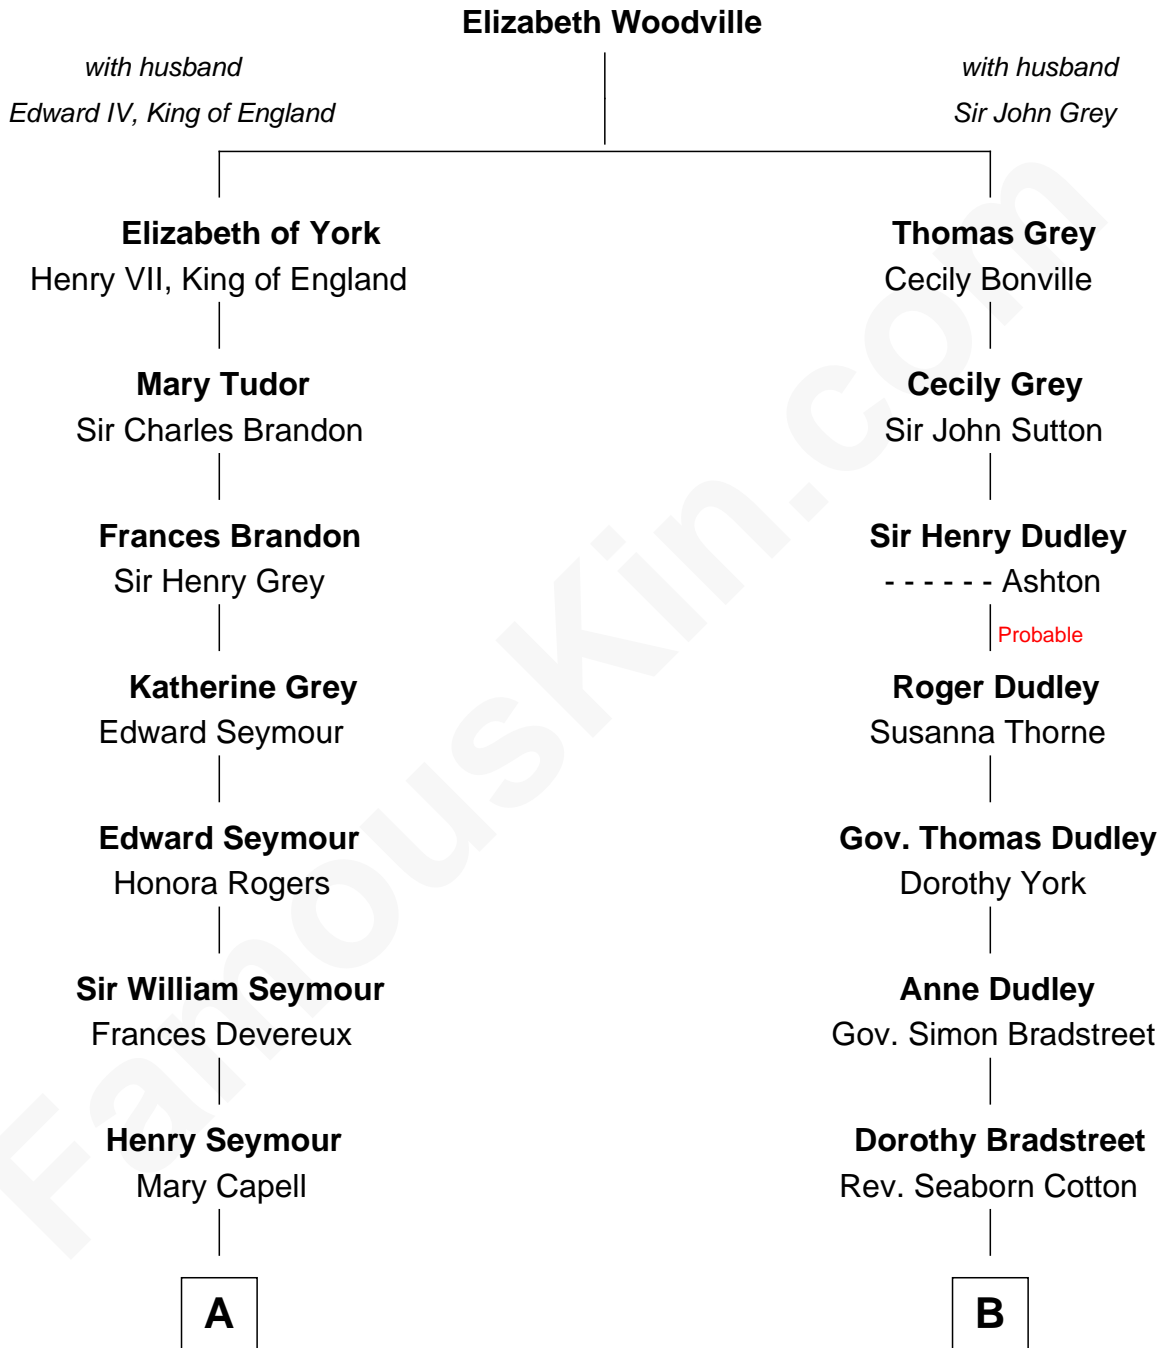 Elizabeth Woodville
with husband
Edward IV, King of England
with husband
Sir John Grey
Elizabeth of York
Henry VII, King of England
Thomas Grey
Cecily Bonville
Mary Tudor
Sir Charles Brandon
Cecily Grey
Sir John Sutton
Frances Brandon
Sir Henry Grey
Sir Henry Dudley
- - - - - - Ashton
Probable
Katherine Grey
Edward Seymour
Roger Dudley
Susanna Thorne
Edward Seymour
Honora Rogers
Gov. Thomas Dudley
Dorothy York
Sir William Seymour
Frances Devereux
Anne Dudley
Gov. Simon Bradstreet
Henry Seymour
Mary Capell
Dorothy Bradstreet
Rev. Seaborn Cotton
A
B
FamousKin.com